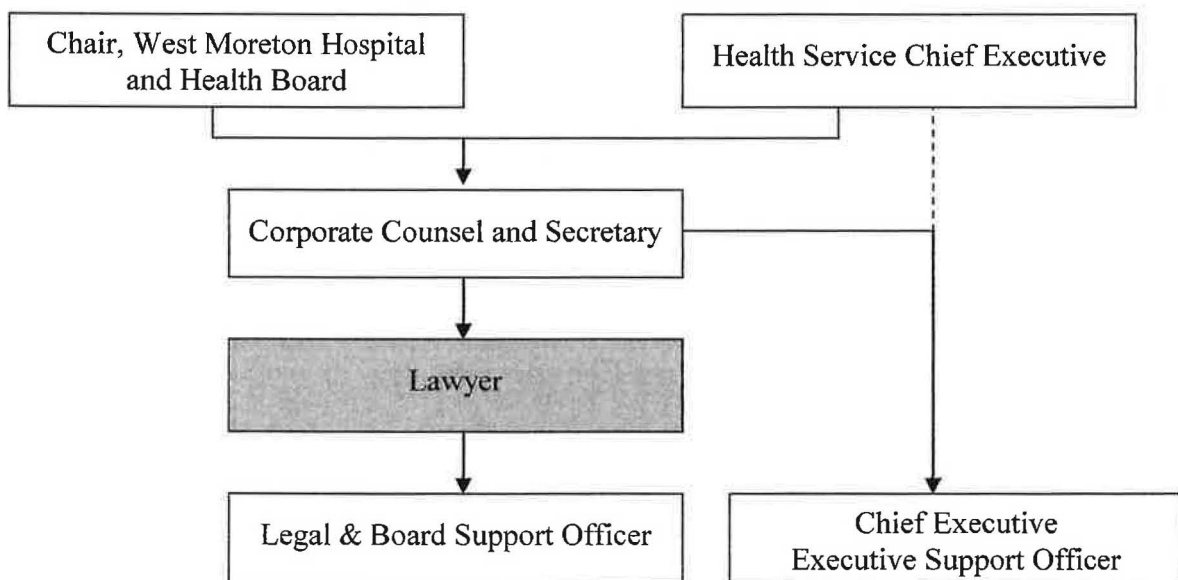 Chair, West Moreton Hospital
and Health Board
Health Service Chief Executive
Corporate Counsel and Secretary
Lawyer
Legal & Board Support Officer
Chief Executive
Executive Support Officer